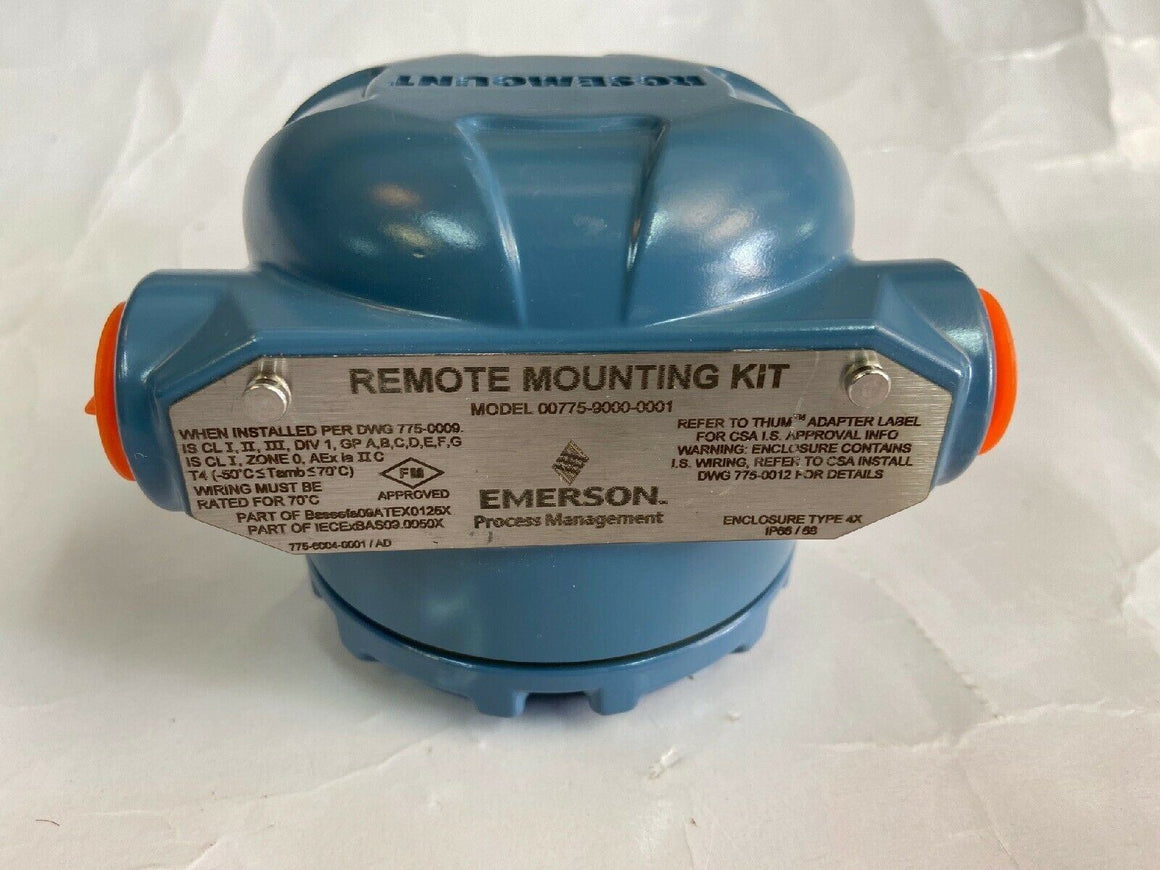 ROSEMOUNT
REMOTE MOUNTING KIT
MODEL 00775-9000-0001
WHEN INSTALLED PER DWG 775-0009.
IS CL I, II, III, DIV 1, GP A,B,C,D,E,F,G
IS CL I, ZONE 0, AEx ia II C
T4 (-50°C ≤ Tamb ≤ 70°C)
WIRING MUST BE
RATED FOR 70°C
FM
APPROVED
PART OF Baseefa09ATEX0125X
PART OF IECExBAS09.0050X
775-6004-0001 / AD
EMERSON™
Process Management
REFER TO THUM™ ADAPTER LABEL
FOR CSA I.S. APPROVAL INFO
WARNING: ENCLOSURE CONTAINS
I.S. WIRING, REFER TO CSA INSTALL
DWG 775-0012 FOR DETAILS
ENCLOSURE TYPE 4X
IP66 / 68